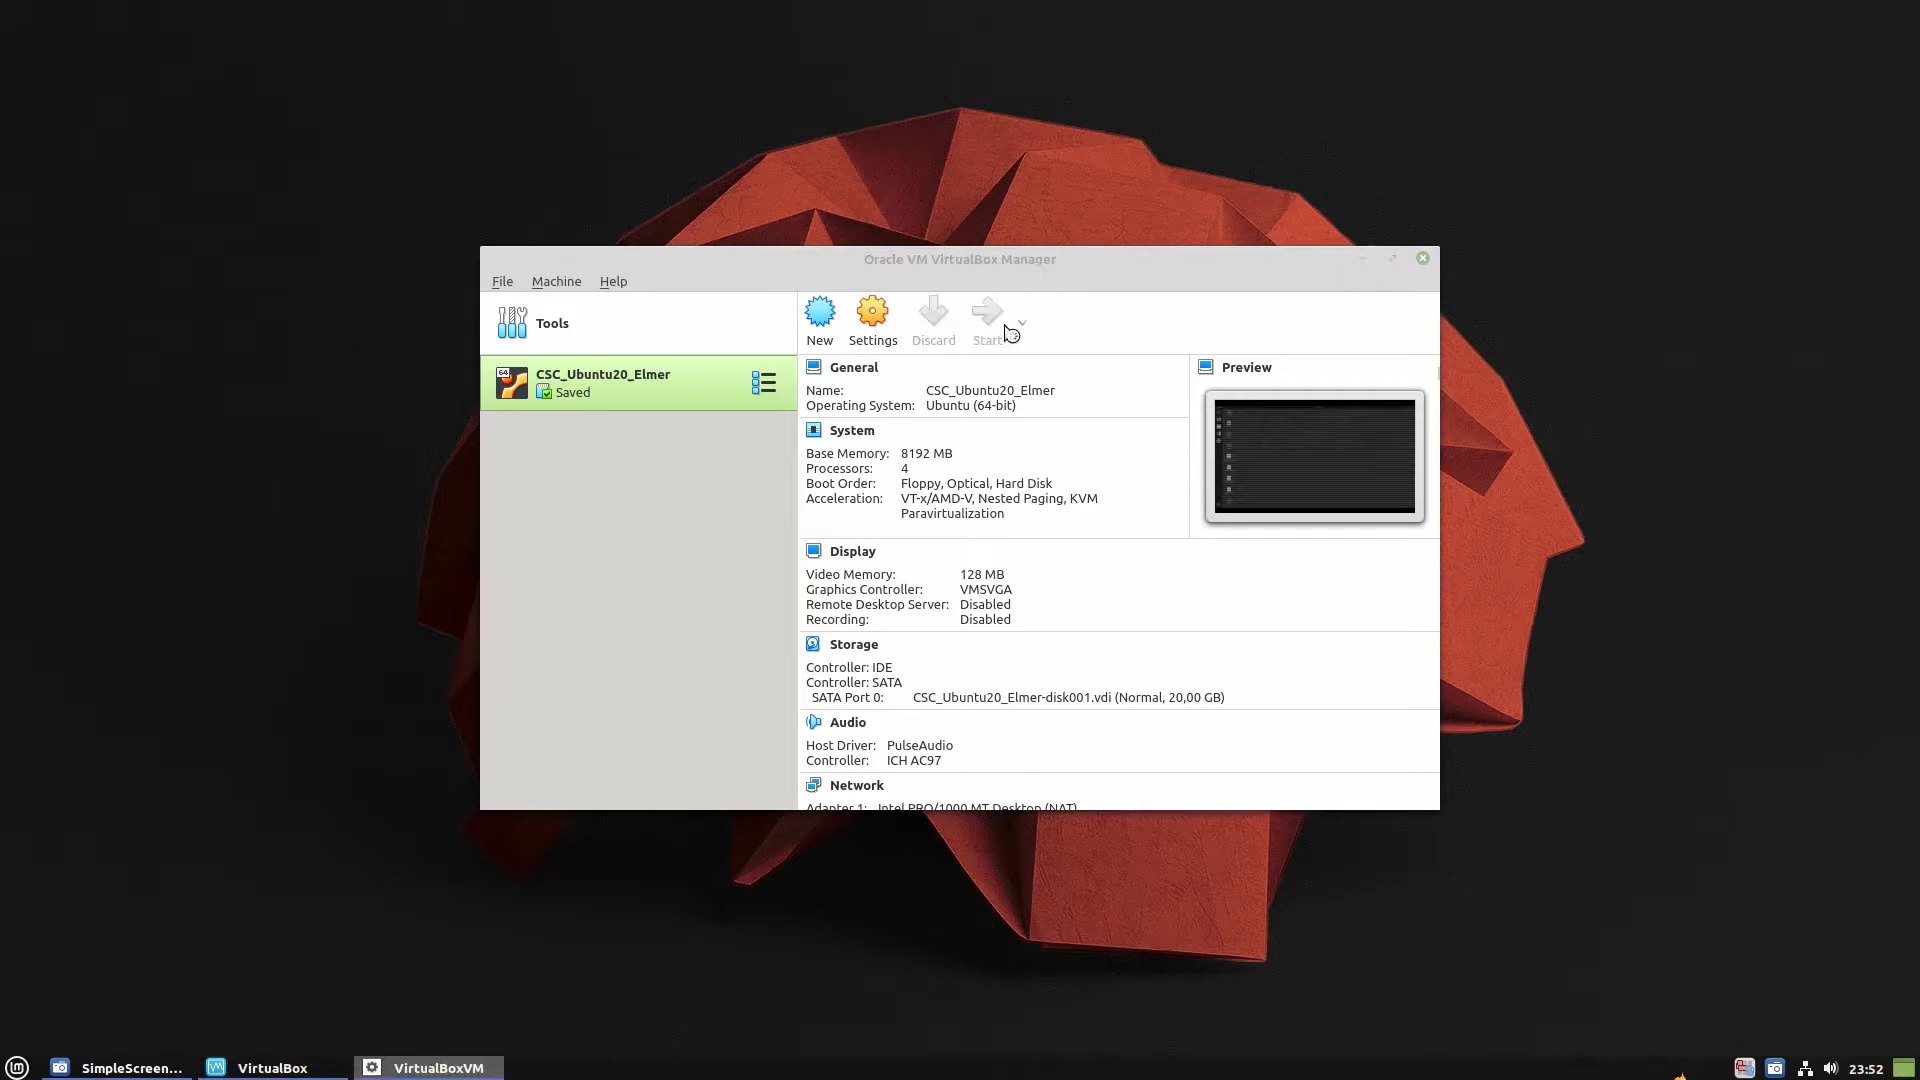 Oracle VM VirtualBox Manager
File Machine Help
Tools
New Settings Discard Start
64
CSC_Ubuntu20_Elmer
Saved
General
Name: CSC_Ubuntu20_Elmer
Operating System: Ubuntu (64-bit)
Preview
System
Base Memory: 8192 MB
Processors: 4
Boot Order: Floppy, Optical, Hard Disk
Acceleration: VT-x/AMD-V, Nested Paging, KVM
Paravirtualization
Display
Video Memory: 128 MB
Graphics Controller: VMSVGA
Remote Desktop Server: Disabled
Recording: Disabled
Storage
Controller: IDE
Controller: SATA
SATA Port 0: CSC_Ubuntu20_Elmer-disk001.vdi (Normal, 20,00 GB)
Audio
Host Driver: PulseAudio
Controller: ICH AC97
Network
Adapter 1: Intel PRO/1000 MT Desktop (NAT)
SimpleScreen... VirtualBox VirtualBoxVM 23:52